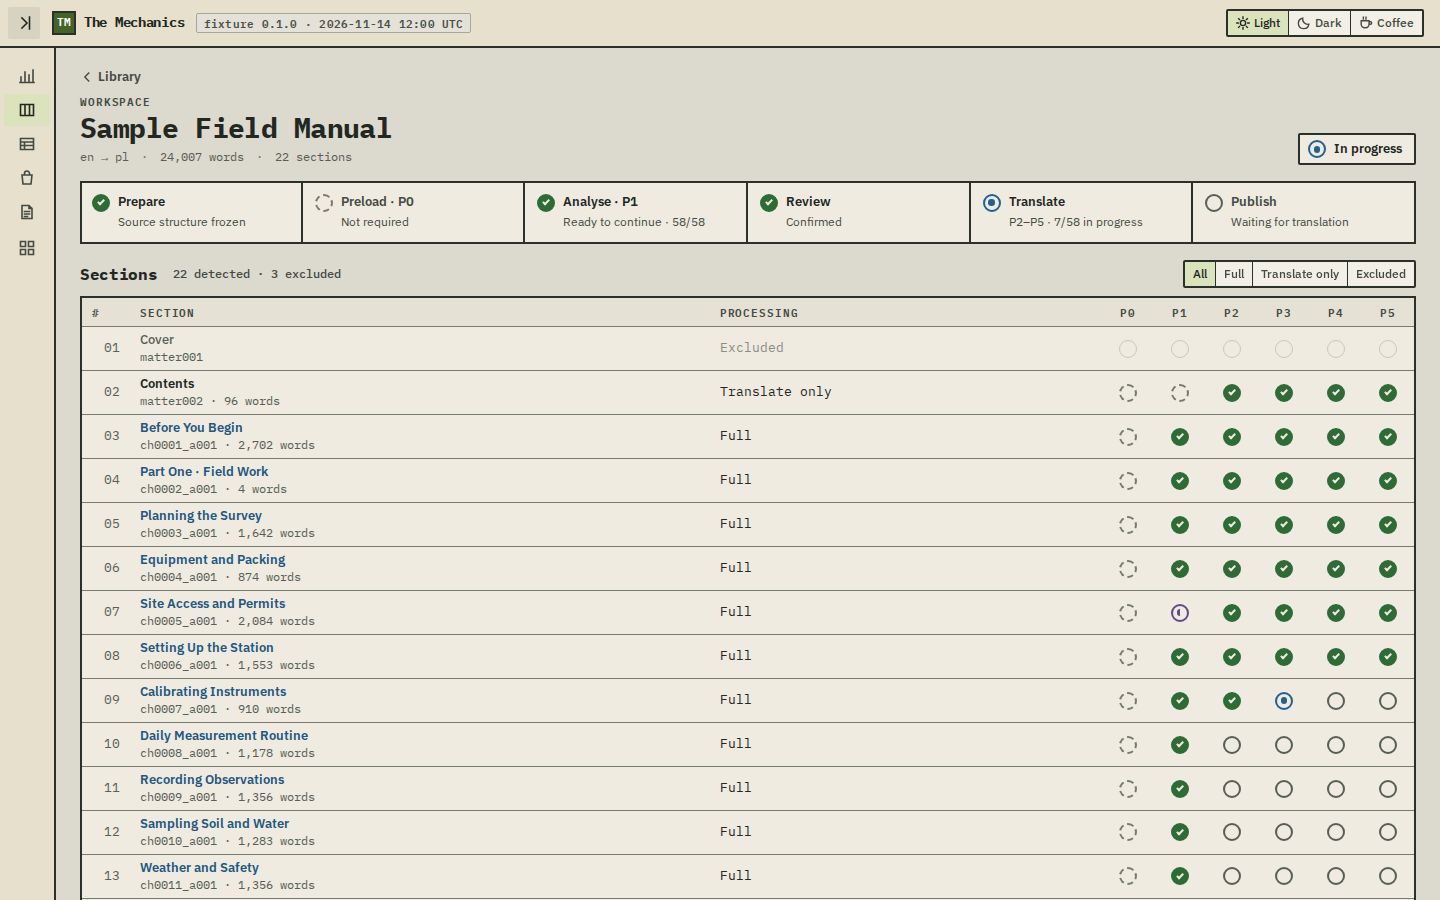 TM The Mechanics fixture 0.1.0 · 2026-11-14 12:00 UTC Light Dark Coffee
Library
WORKSPACE
Sample Field Manual
en → pl · 24,007 words · 22 sections
In progress
Prepare
Source structure frozen
Preload · P0
Not required
Analyse · P1
Ready to continue · 58/58
Review
Confirmed
Translate
P2–P5 · 7/58 in progress
Publish
Waiting for translation
Sections 22 detected · 3 excluded All Full Translate only Excluded
# SECTION PROCESSING P0 P1 P2 P3 P4 P5
01 Cover Excluded
matter001
02 Contents Translate only
matter002 · 96 words
03 Before You Begin Full
ch0001_a001 · 2,702 words
04 Part One · Field Work Full
ch0002_a001 · 4 words
05 Planning the Survey Full
ch0003_a001 · 1,642 words
06 Equipment and Packing Full
ch0004_a001 · 874 words
07 Site Access and Permits Full
ch0005_a001 · 2,084 words
08 Setting Up the Station Full
ch0006_a001 · 1,553 words
09 Calibrating Instruments Full
ch0007_a001 · 910 words
10 Daily Measurement Routine Full
ch0008_a001 · 1,178 words
11 Recording Observations Full
ch0009_a001 · 1,356 words
12 Sampling Soil and Water Full
ch0010_a001 · 1,283 words
13 Weather and Safety Full
ch0011_a001 · 1,356 words